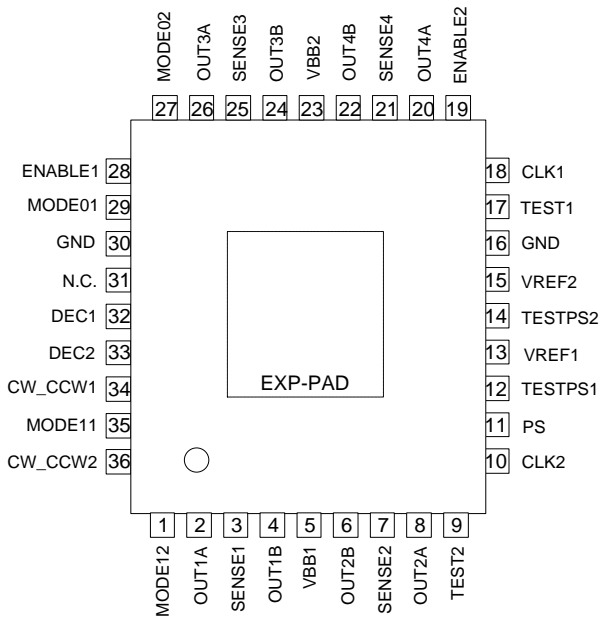 MODE02
OUT3A
SENSE3
OUT3B
VBB2
OUT4B
SENSE4
OUT4A
ENABLE2
27 26 25 24 23 22 21 20 19
ENABLE1 28
MODE01 29
GND 30
N.C. 31
DEC1 32
DEC2 33
CW_CCW1 34
MODE11 35
CW_CCW2 36
18 CLK1
17 TEST1
16 GND
15 VREF2
14 TESTPS2
13 VREF1
12 TESTPS1
11 PS
10 CLK2
EXP-PAD
1 2 3 4 5 6 7 8 9
MODE12
OUT1A
SENSE1
OUT1B
VBB1
OUT2B
SENSE2
OUT2A
TEST2